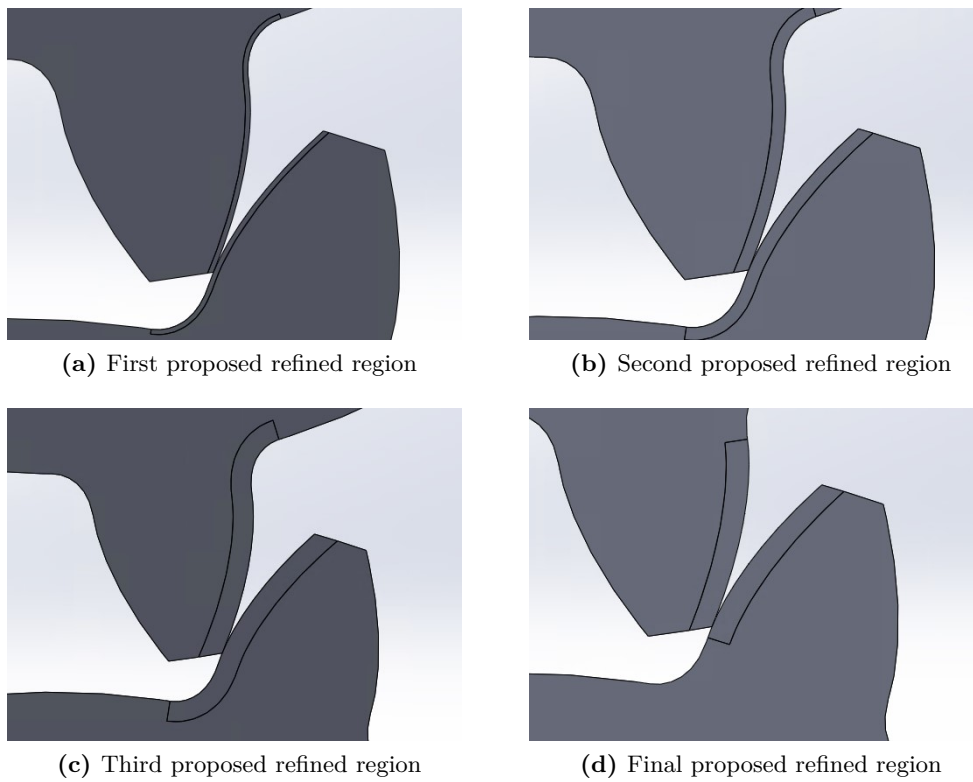 (a) First proposed refined region
(b) Second proposed refined region
(c) Third proposed refined region
(d) Final proposed refined region